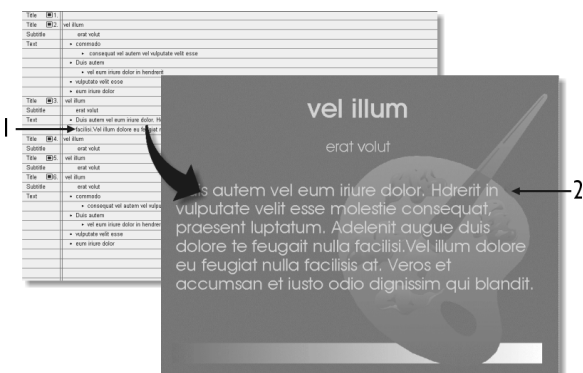 Title 1.
Title 2. vel illum
Subtitle erat volut
Text • commodo
• consequat vel autem vel vulputate velit esse
• Duis autem
• vel eum iriure dolor in hendrerit
• vulputate velit esse
• eum iriure dolor
Title 3. vel illum
Subtitle erat volut
Text • Duis autem vel eum iriure dolor.
facilisi.Vel illum dolore eu
Title 4. vel illum
Subtitle erat volut
Title 5. vel illum
Subtitle erat volut
Title 6. vel illum
Subtitle erat volut
Text • commodo
• consequat vel autem vel
• Duis autem
• vel eum iriure dolor in
• vulputate velit esse
• eum iriure dolor
1
vel illum
erat volut
autem vel eum iriure dolor. Hdrerit in
vulputate velit esse molestie consequat,
praesent luptatum. Adelenit augue duis
dolore te feugait nulla facilisi.Vel illum dolore
eu feugiat nulla facilisis at. Veros et
accumsan et iusto odio dignissim qui blandit.
2